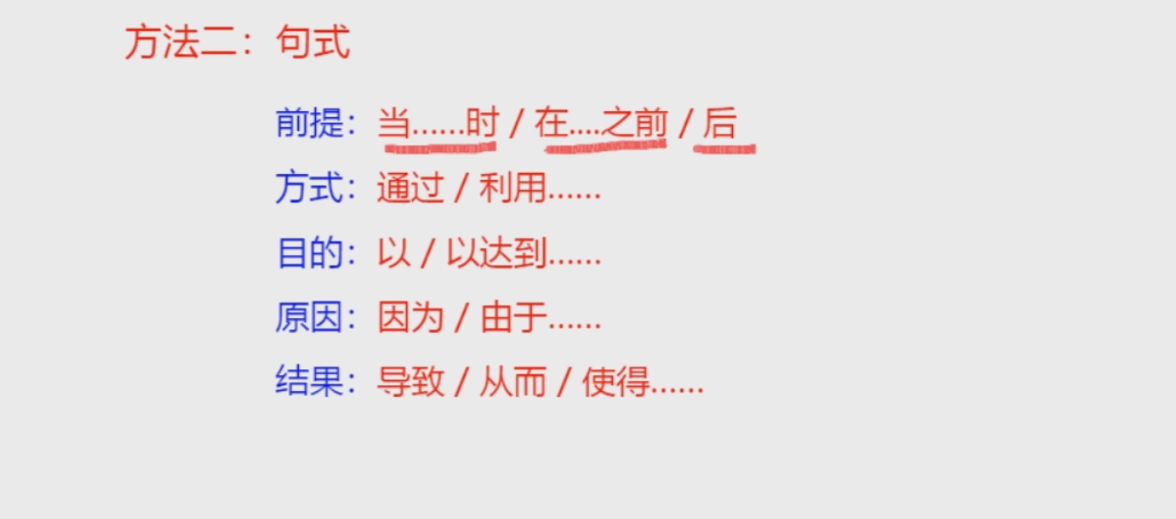 方法二：句式
前提：当......时 / 在....之前 / 后
方式：通过 / 利用......
目的：以 / 以达到......
原因：因为 / 由于......
结果：导致 / 从而 / 使得......